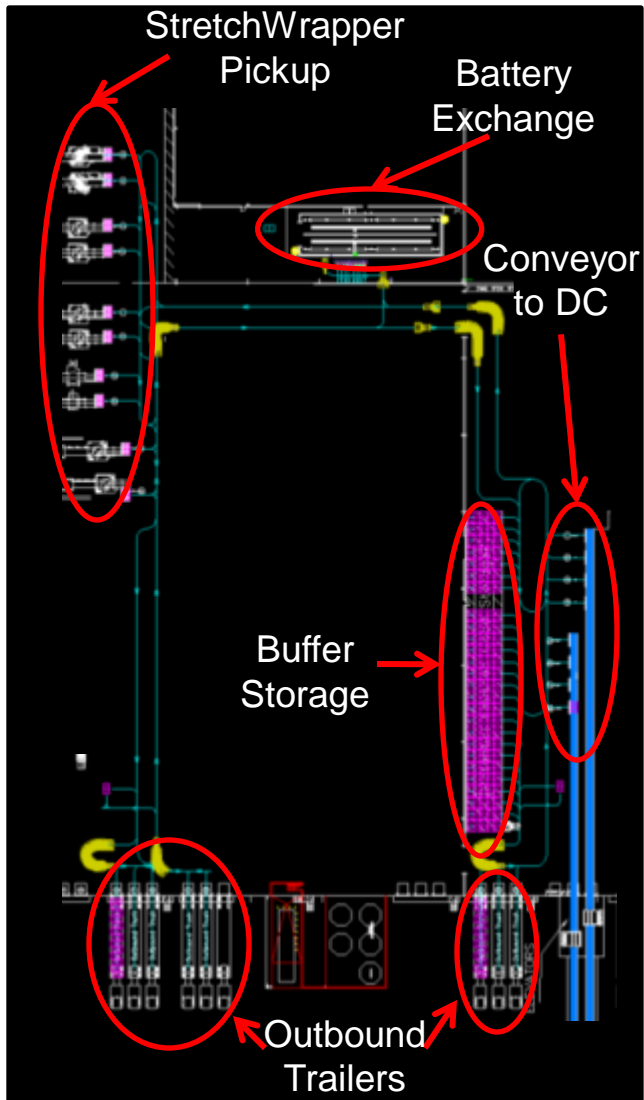 StretchWrapper
Pickup
Battery
Exchange
Conveyor
to DC
Buffer
Storage
Outbound
Trailers